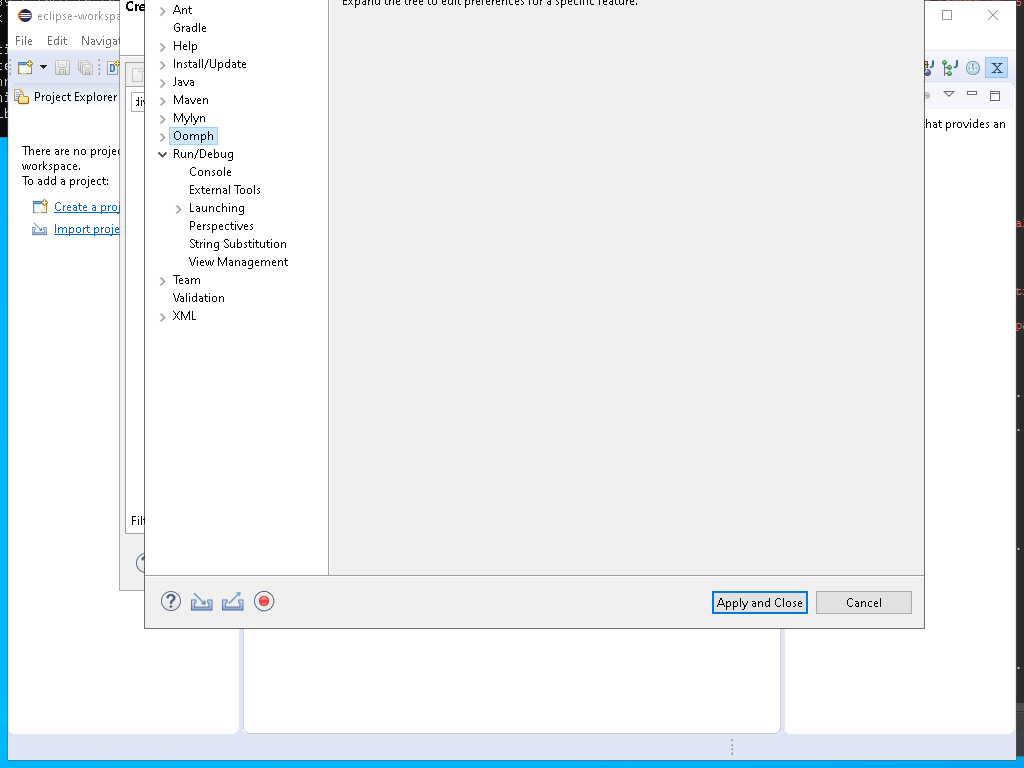 eclipse-workspa
Cre
Expand the tree to edit preferences for a specific feature.
File Edit Navigat
Project Explorer
There are no projec
workspace.
To add a project:
Create a proj
Import proje
Filt
Ant
Gradle
Help
Install/Update
Java
Maven
Mylyn
Oomph
Run/Debug
Console
External Tools
Launching
Perspectives
String Substitution
View Management
Team
Validation
XML
hat provides an
Apply and Close
Cancel